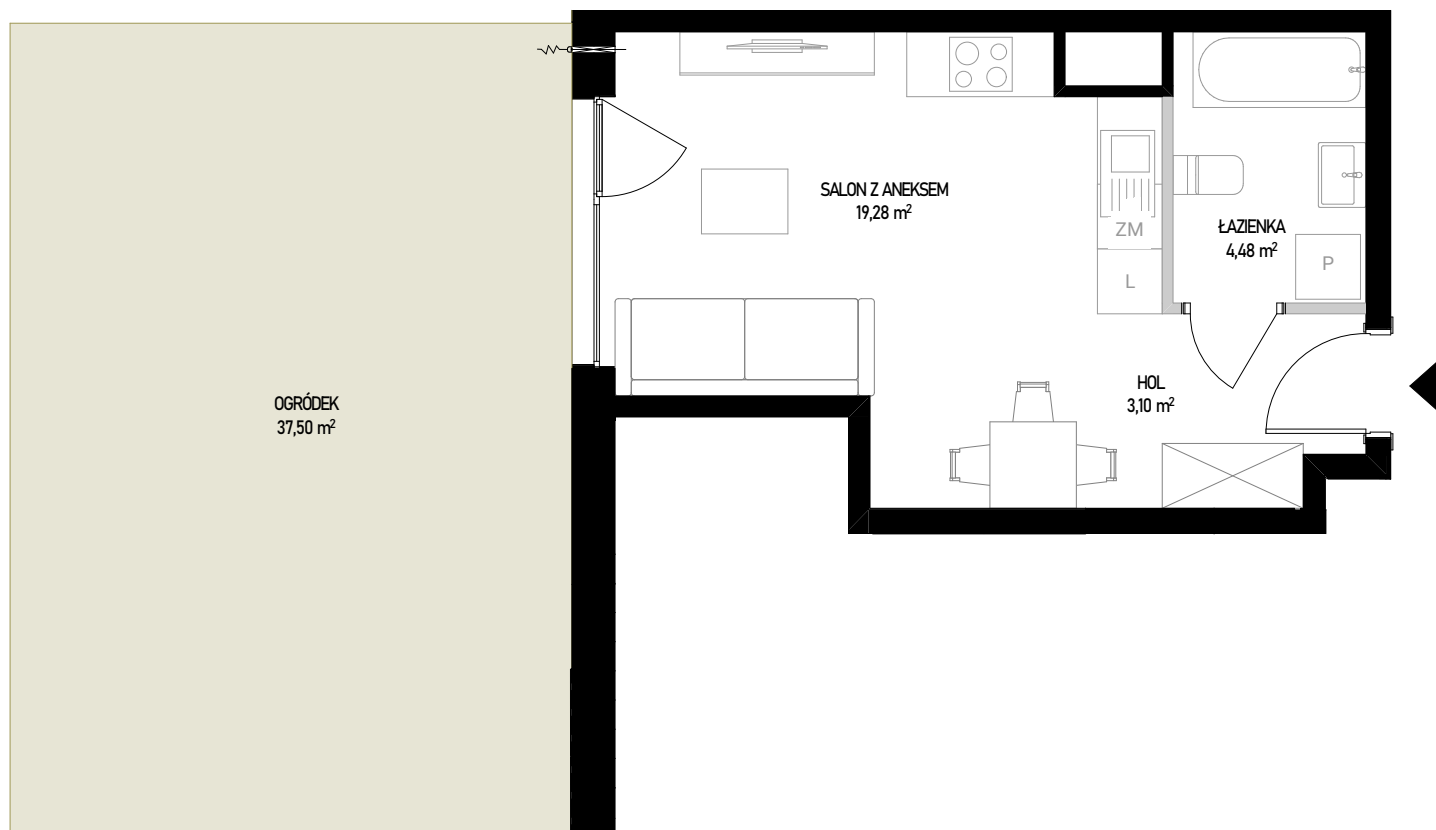 SALON Z ANEKSEM
19,28 m²
ZM
L
ŁAZIENKA
4,48 m²
P
HOL
3,10 m²
OGRÓDEK
37,50 m²